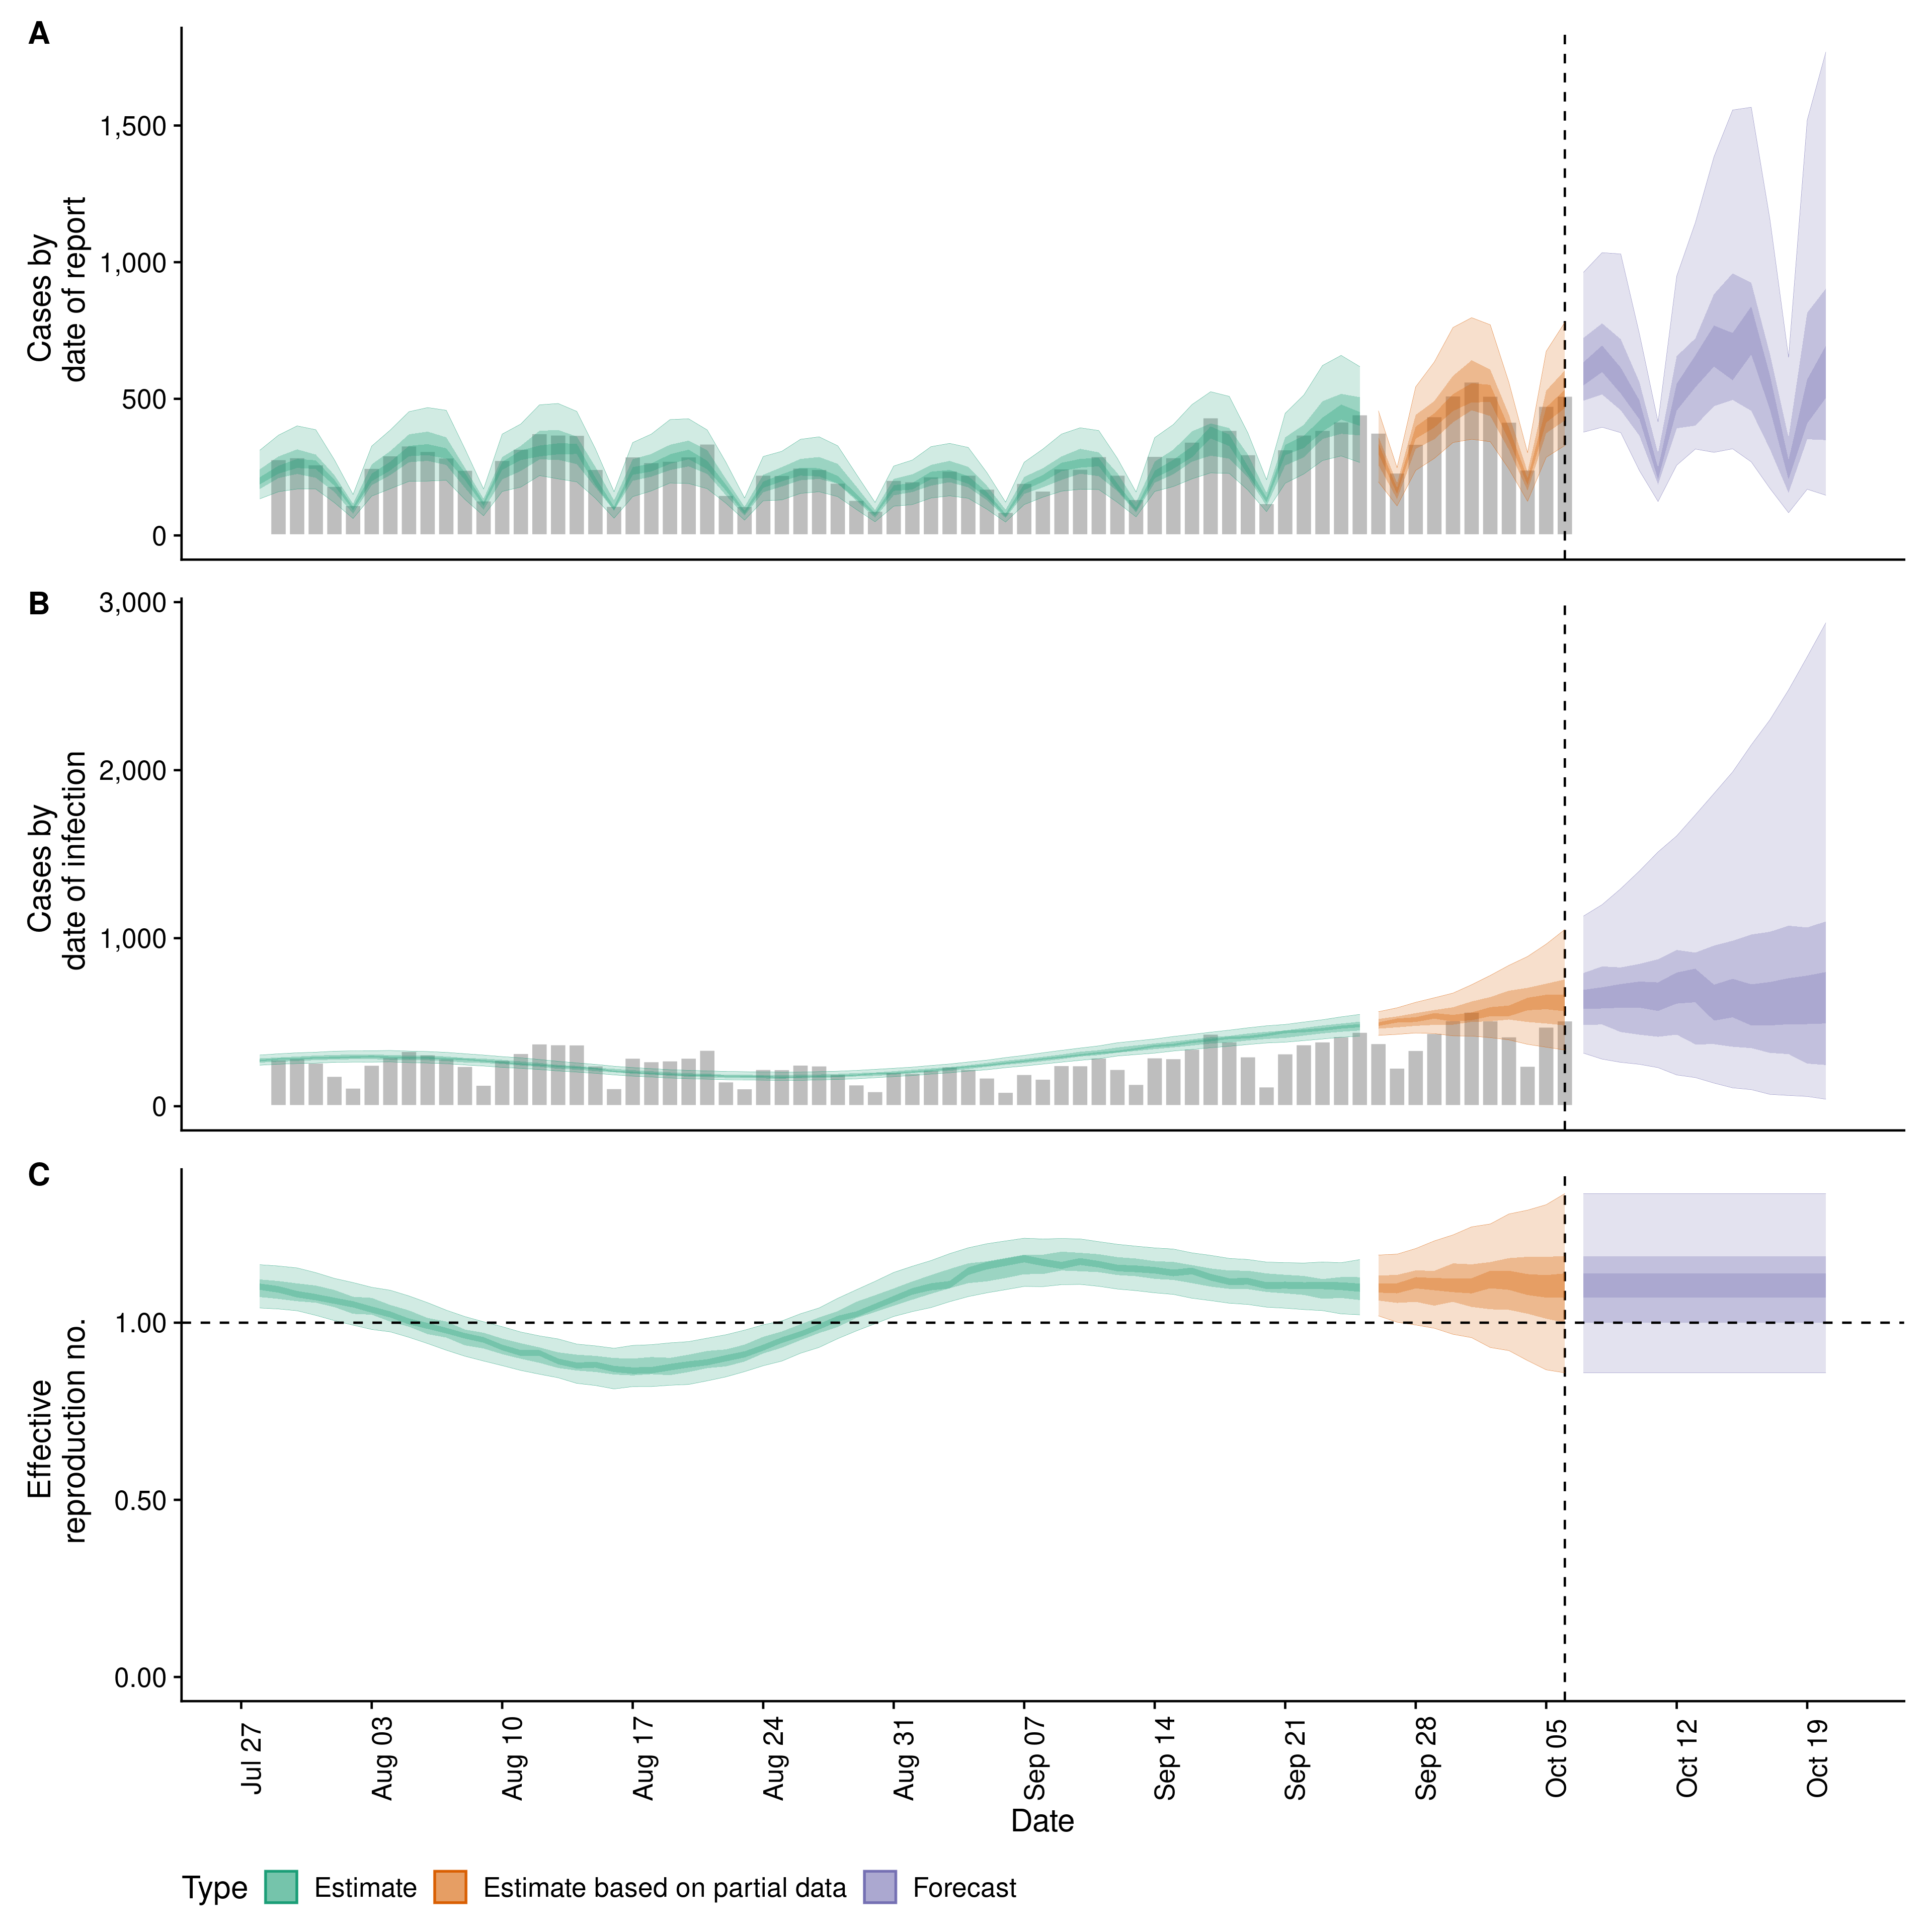 A
Cases by
date of report
1,500
1,000
500
0
B
Cases by
date of infection
3,000
2,000
1,000
0
C
Effective
reproduction no.
1.00
0.50
0.00
Jul 27
Aug 03
Aug 10
Aug 17
Aug 24
Aug 31
Sep 07
Sep 14
Sep 21
Sep 28
Oct 05
Oct 12
Oct 19
Date
Type Estimate Estimate based on partial data Forecast